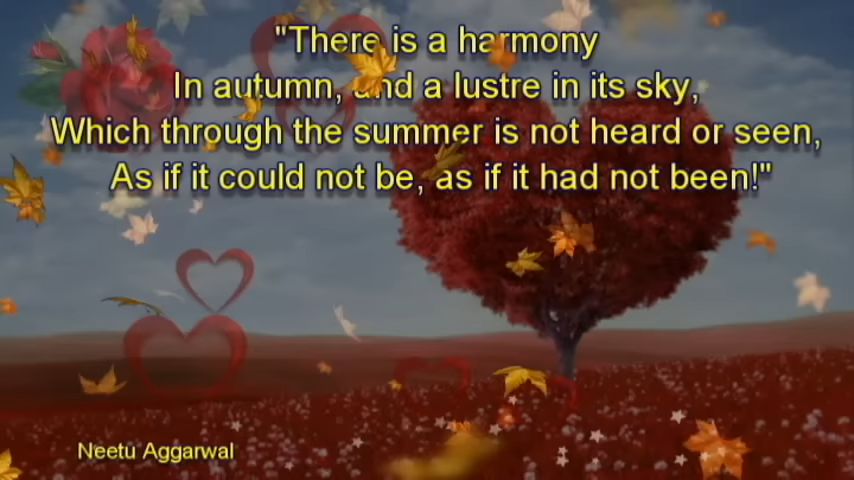 "There is a harmony
In autumn, and a lustre in its sky,
Which through the summer is not heard or seen,
As if it could not be, as if it had not been!"
Neetu Aggarwal